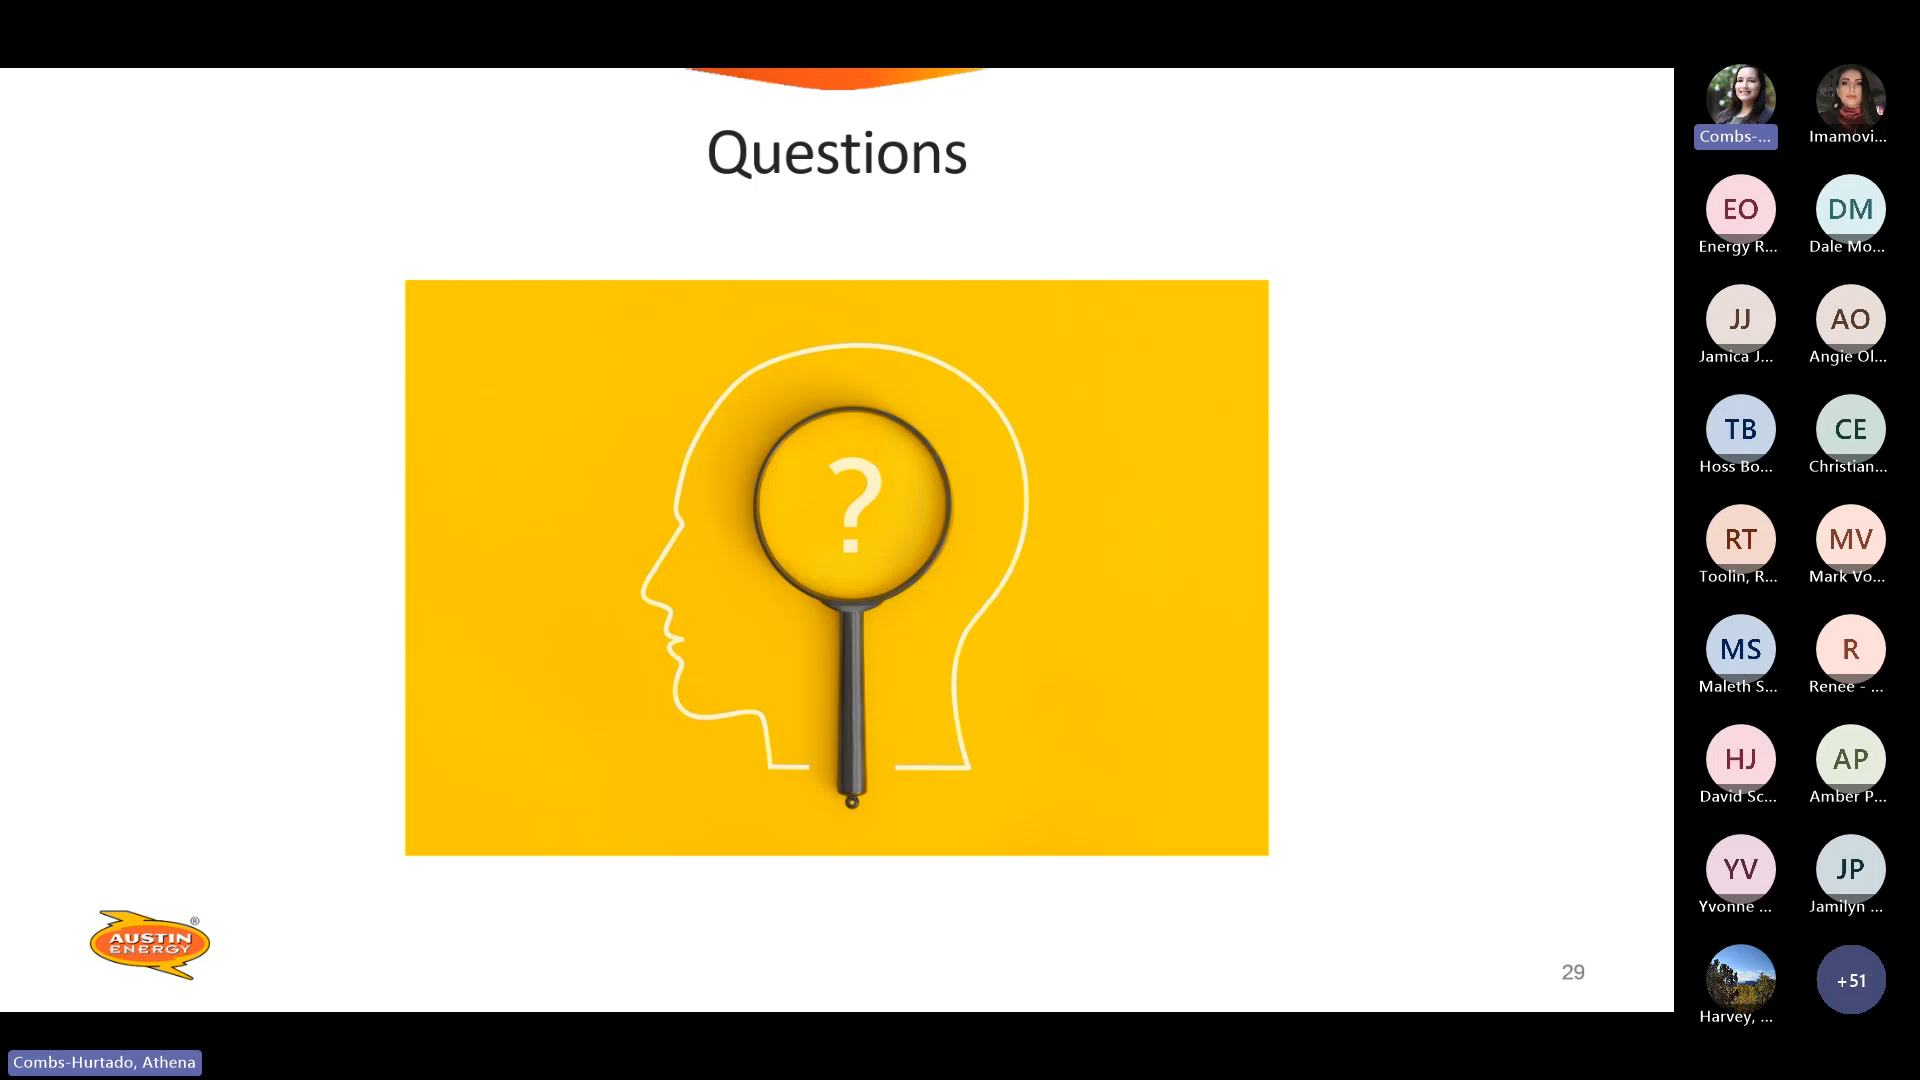 Questions
?
AUSTIN
ENERGY
®
29
Combs-Hurtado, Athena
Combs-...
Imamovi...
EO
Energy R...
DM
Dale Mo...
JJ
Jamica J...
AO
Angie Ol...
TB
Hoss Bo...
CE
Christian...
RT
Toolin, R...
MV
Mark Vo...
MS
Maleth S...
R
Renee - ...
HJ
David Sc...
AP
Amber P...
YV
Yvonne ...
JP
Jamilyn ...
Harvey, ...
+51